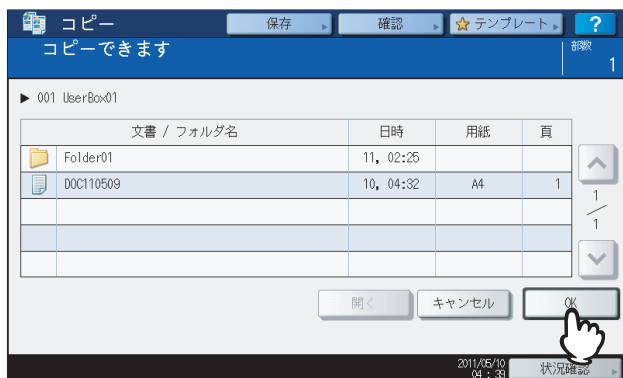 コピー 保存 確認 テンプレート ?
コピーできます 部数
1
001 UserBox01
文書 / フォルダ名 日時 用紙 頁
Folder01 11, 02:25
DOC110509 10, 04:32 A4 1
1
1
開く キャンセル OK
2011/05/10
04 : 39 状況確認